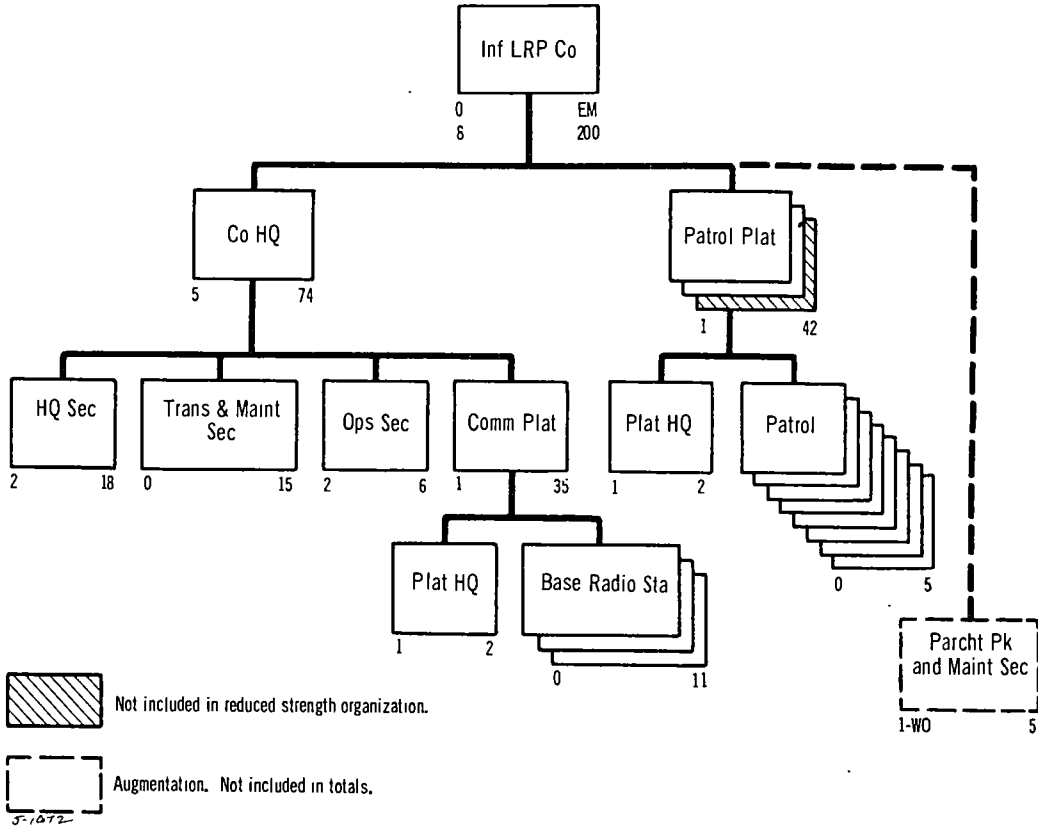 Inf LRP Co
0 EM
8 200
Co HQ
5 74
Patrol Plat
1 42
HQ Sec
2 18
Trans & Maint
Sec
0 15
Ops Sec
2 6
Comm Plat
1 35
Plat HQ
1 2
Patrol
0 5
Plat HQ
1 2
Base Radio Sta
0 11
Parcht Pk
and Maint Sec
1-WO 5
Not included in reduced strength organization.
Augmentation. Not included in totals.